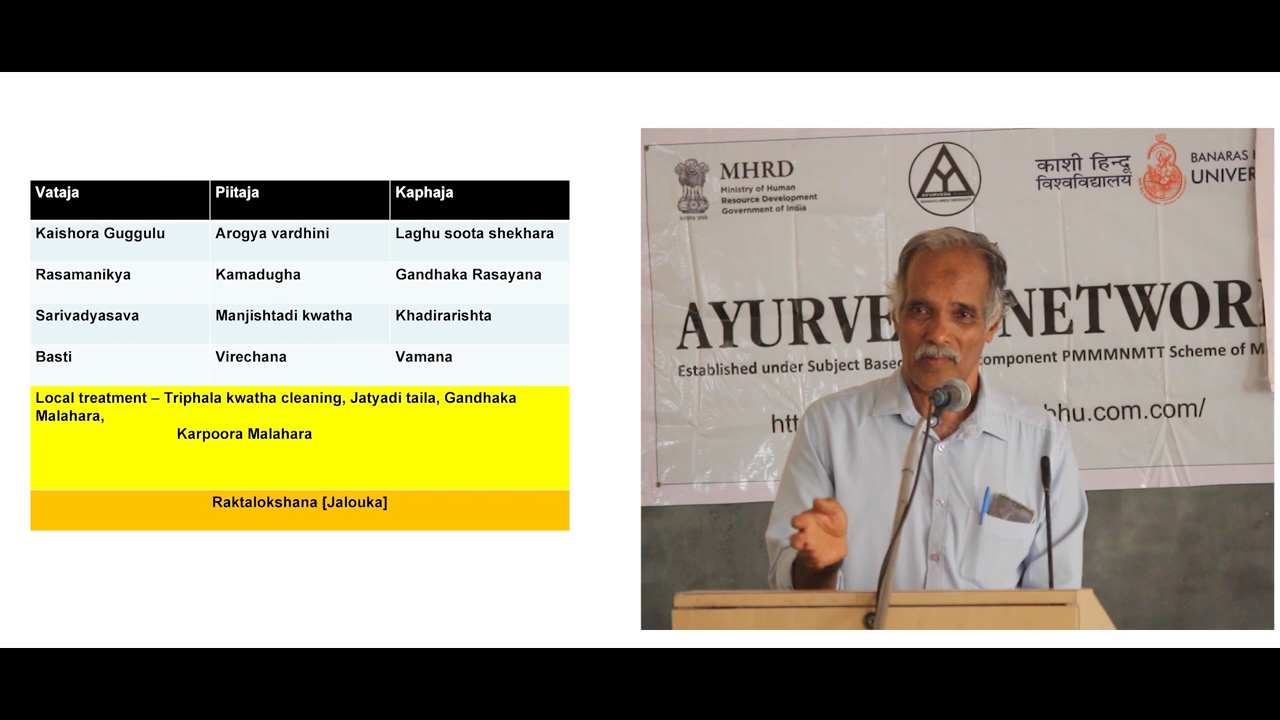 Vataja Piitaja Kaphaja
Kaishora Guggulu Arogya vardhini Laghu soota shekhara
Rasamanikya Kamadugha Gandhaka Rasayana
Sarivadyasava Manjishtadi kwatha Khadirarishta
Basti Virechana Vamana
Local treatment – Triphala kwatha cleaning, Jatyadi taila, Gandhaka
Malahara,
Karpoora Malahara
Raktalokshana [Jalouka]
MHRD
Ministry of Human
Resource Development
Government of India
काशी हिन्दू
विश्वविद्यालय
BANARAS
UNIVER
AYURVE NETWOR
Established under Subject Base component PMMMNMTT Scheme of M
bhu.com.com/